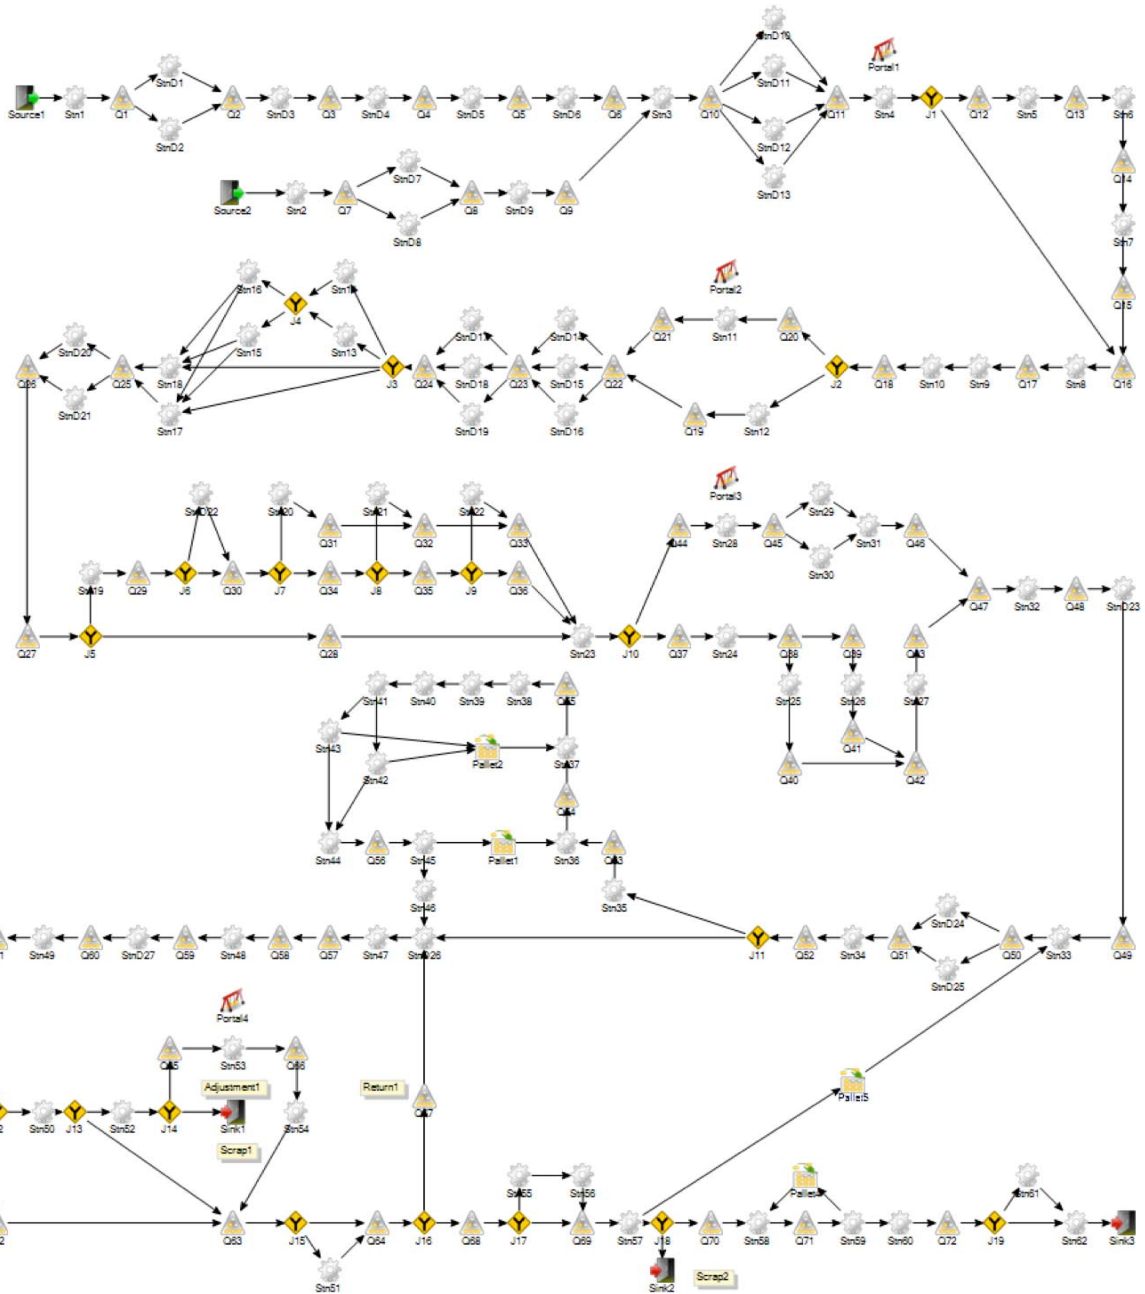 StnD10
Portal1
StnD1 StnD11
Source1 Stn1 Q1 Q2 StnD3 Q3 StnD4 Q4 StnD5 Q5 StnD6 Q6 Stn3 Q10 Q11 Stn4 J1 Q12 Stn5 Q13 Stn6
StnD2 StnD12
StnD7 Q14
StnD13
Source2 Stn2 Q7 Q8 StnD9 Q9
StnD8 Stn7
Stn16 Portal2
Q15
J4
Stn15 Stn13 Q21 Stn11 Q20
StnD20 StnD14
Q26 Q25 Stn18 J3 Q24 StnD18 Q23 StnD15 Q22 J2 Q18 Stn10 Stn9 Q17 Stn8 Q16
StnD21 Stn17 StnD19 StnD16 Q19 Stn12
Portal3
Stn29
Q31 Q32 Q33 Q44 Stn28 Q45 Stn31 Q46
Stn30
Q29 J6 Q30 J7 Q34 J8 Q35 J9 Q36
Q47 Stn32 Q48 StnD23
Q27 J5 Q28 Stn23 J10 Q37 Stn24 Q38 Q39
Stn41 Stn40 Stn39 Stn38 Stn25 Stn26
Stn43 Q41
Stn42 Pallet2 Stn37 Q40 Q42
Stn44 Q56 Stn45 Pallet1 Stn36
Stn46 Stn35
StnD24
Stn49 Q60 StnD27 Q59 Stn48 Q58 Q57 Stn47 J11 Q52 Stn34 Q51 Q50 Stn33 Q49
StnD25
Portal4
Stn53
Adjustment1 Return1
Pallet5
Stn50 J13 Stn52 J14 Sink1 Stn54
Scrap1
Stn56 Stn61
Q63 J15 Q64 J16 Q68 J17 Q69 Stn57 J18 Q70 Stn58 Q71 Stn59 Stn60 Q72 J19 Stn62 Sink3
Stn51 Sink2 Scrap2